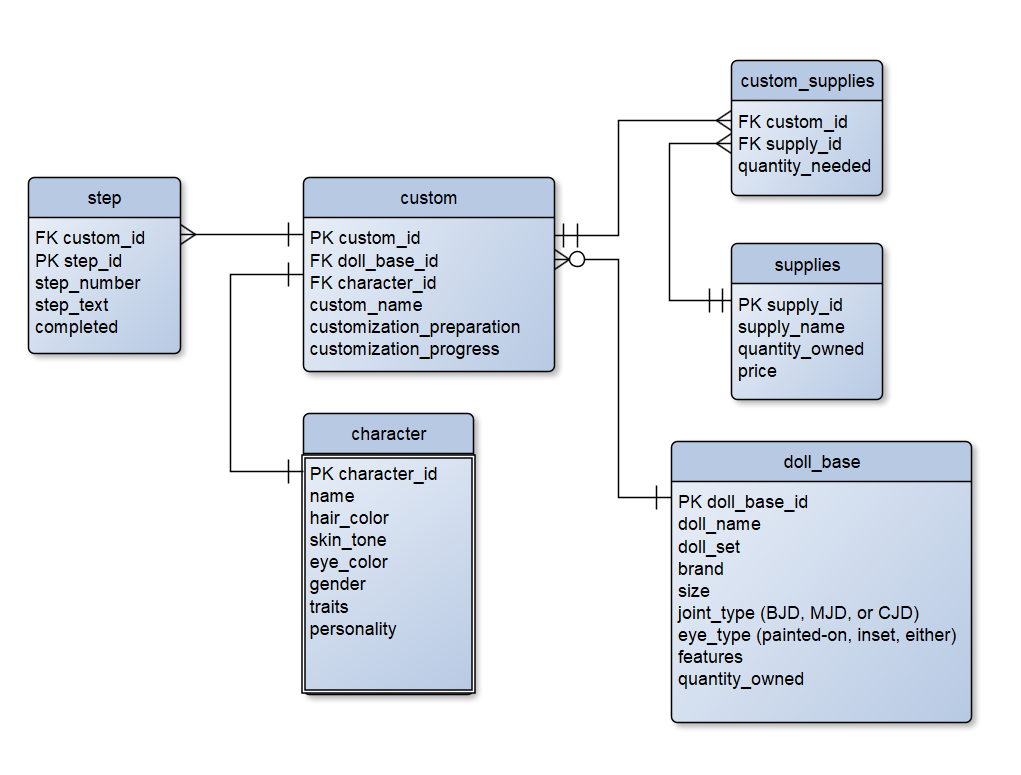 custom_supplies
FK custom_id
FK supply_id
quantity_needed
step
FK custom_id
PK step_id
step_number
step_text
completed
custom
PK custom_id
FK doll_base_id
FK character_id
custom_name
customization_preparation
customization_progress
supplies
PK supply_id
supply_name
quantity_owned
price
character
PK character_id
name
hair_color
skin_tone
eye_color
gender
traits
personality
doll_base
PK doll_base_id
doll_name
doll_set
brand
size
joint_type (BJD, MJD, or CJD)
eye_type (painted-on, inset, either)
features
quantity_owned